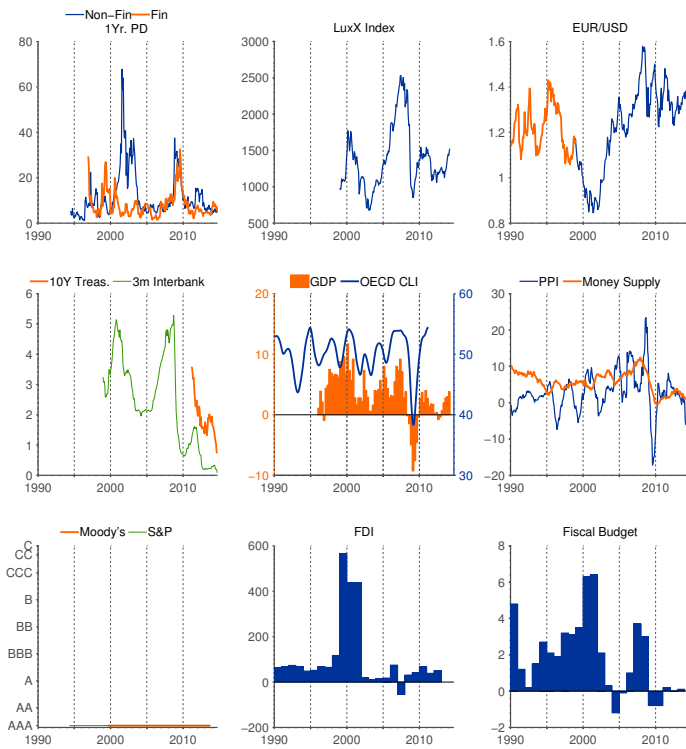 Non-Fin Fin
1Yr. PD
80
60
40
20
0
1990 2000 2010
LuxX Index
3000
2500
2000
1500
1000
500
1990 2000 2010
EUR/USD
1.6
1.4
1.2
1
0.8
1990 2000 2010
10Y Treas. 3m Interbank
6
5
4
3
2
1
0
1990 2000 2010
GDP OECD CLI
20 60
10 50
0 40
−10 30
1990 2000 2010
PPI Money Supply
30
20
10
0
−10
−20
1990 2000 2010
Moody's S&P
C
CC
CCC
B
BB
BBB
A
AA
AAA
1990 2000 2010
FDI
600
400
200
0
−200
1990 2000 2010
Fiscal Budget
8
6
4
2
0
−2
1990 2000 2010